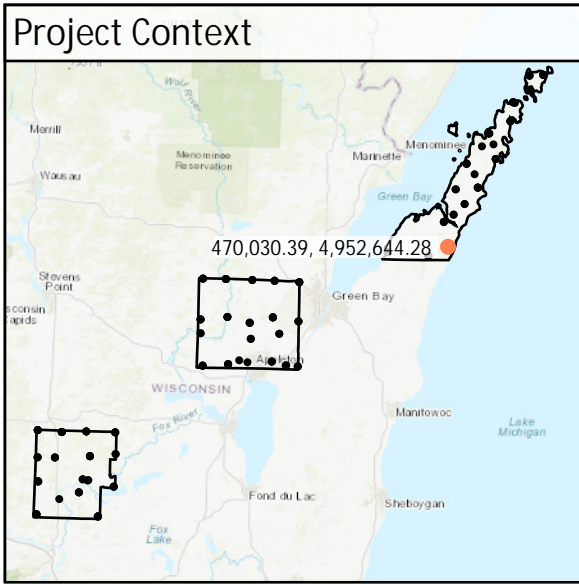 Project Context
Wolf
River
Merrill
Menominee
Menominee
Reservation
Marinette
Wausau
Green Bay
470,030.39, 4,952,644.28
Stevens
Point
sconsin
apids
Green Bay
Appleton
WISCONSIN
Fox River
Manitowoc
Lake
Michigan
Fond du Lac
Sheboygan
Fox
Lake